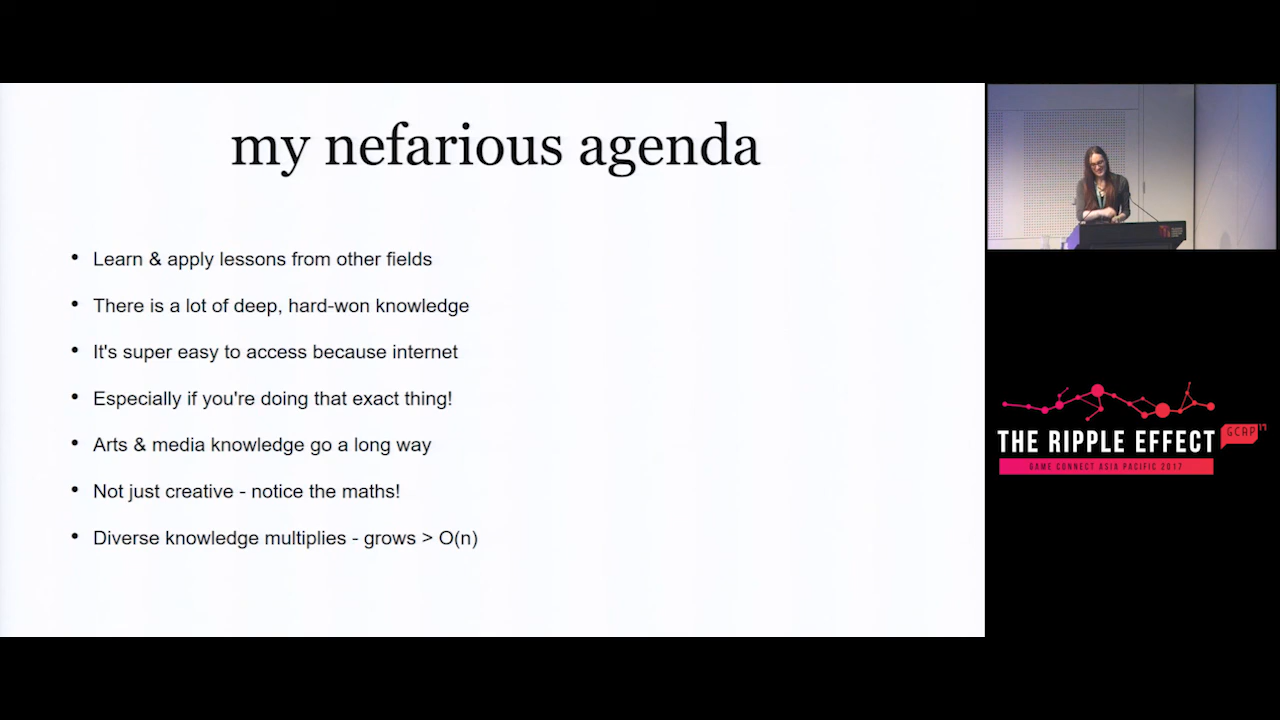 my nefarious agenda
• Learn & apply lessons from other fields
• There is a lot of deep, hard-won knowledge
• It's super easy to access because internet
• Especially if you're doing that exact thing!
• Arts & media knowledge go a long way
• Not just creative - notice the maths!
• Diverse knowledge multiplies - grows > O(n)
THE RIPPLE EFFECT
GCAP 17
GAME CONNECT ASIA PACIFIC 2017